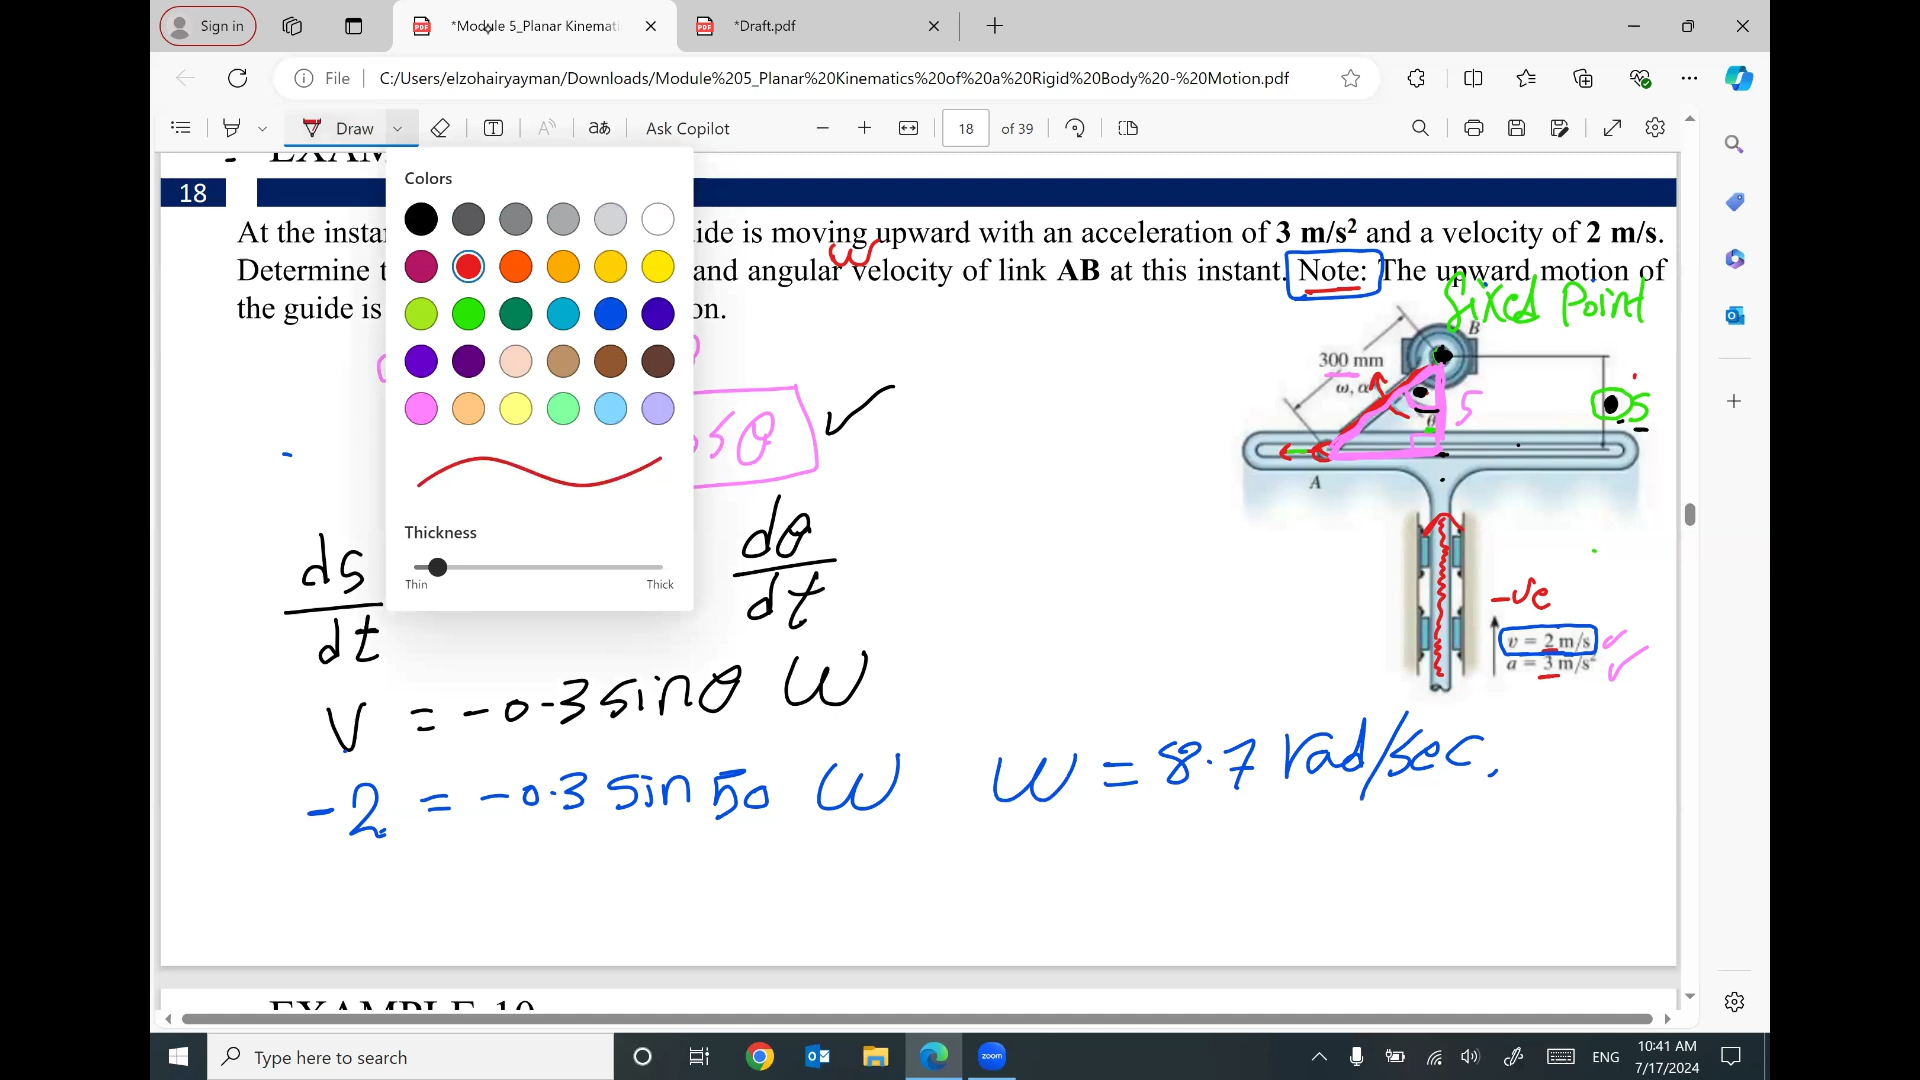 Sign in
*Module 5_Planar Kinemati
*Draft.pdf
File
C:/Users/elzohairyayman/Downloads/Module%205_Planar%20Kinematics%20of%20a%20Rigid%20Body%20-%20Motion.pdf
Draw
Ask Copilot
18 of 39
18
Colors
At the insta ide is moving upward with an acceleration of 3 m/s² and a velocity of 2 m/s.
ω
Determine t and angular velocity of link AB at this instant. Note: The upward motion of
the guide is on.
fixed Point
B
300 mm
ω, α
θ
s
s
5 θ
A
Thickness
Thin Thick
ds
dt
dθ
dt
-ve
v = 2 m/s
a = 3 m/s²
V = -0.3 sinθ W
-2 = -0.3 sin 50 W W = 8.7 rad/sec.
EXAMPLE 10
Type here to search
zoom
ENG
10:41 AM
7/17/2024